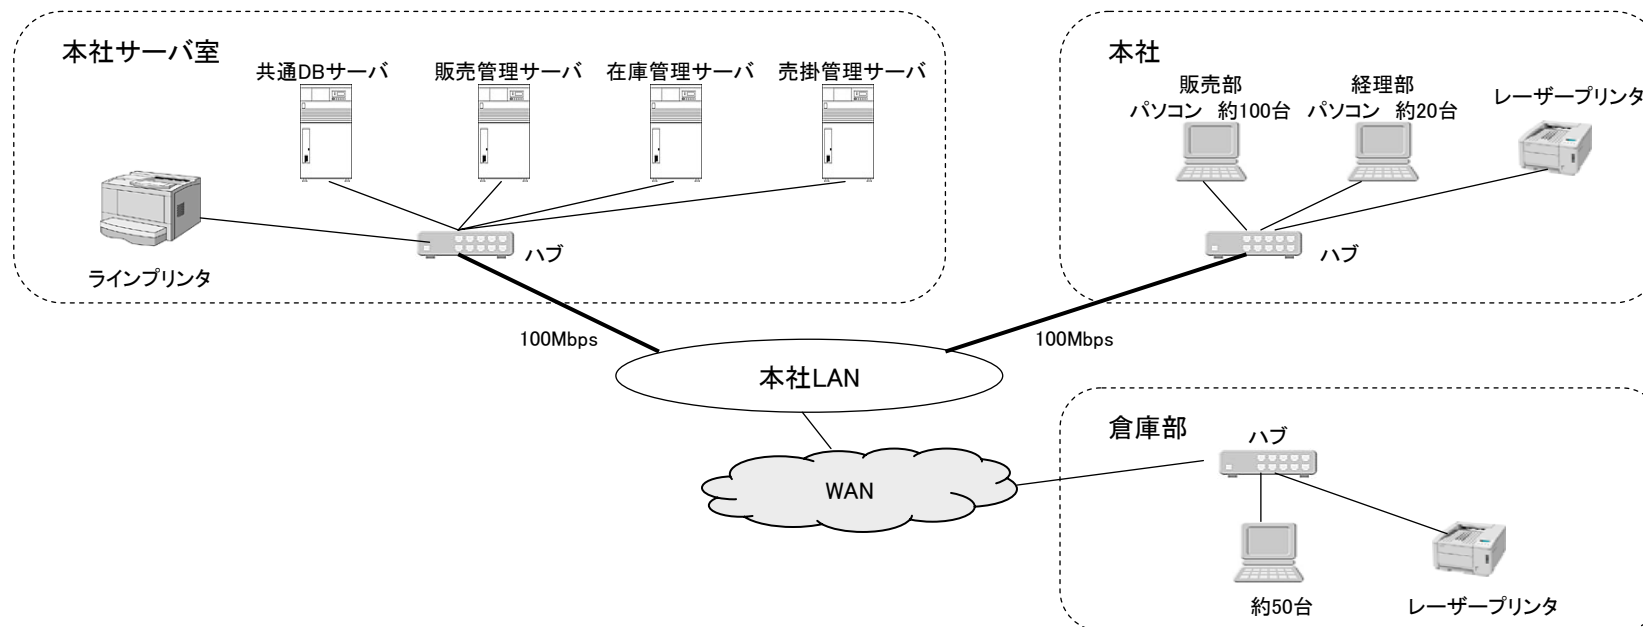 本社サーバ室
共通DBサーバ
販売管理サーバ
在庫管理サーバ
売掛管理サーバ
ラインプリンタ
ハブ
本社
販売部
パソコン 約100台
経理部
パソコン 約20台
レーザープリンタ
ハブ
100Mbps
100Mbps
本社LAN
WAN
倉庫部
ハブ
約50台
レーザープリンタ